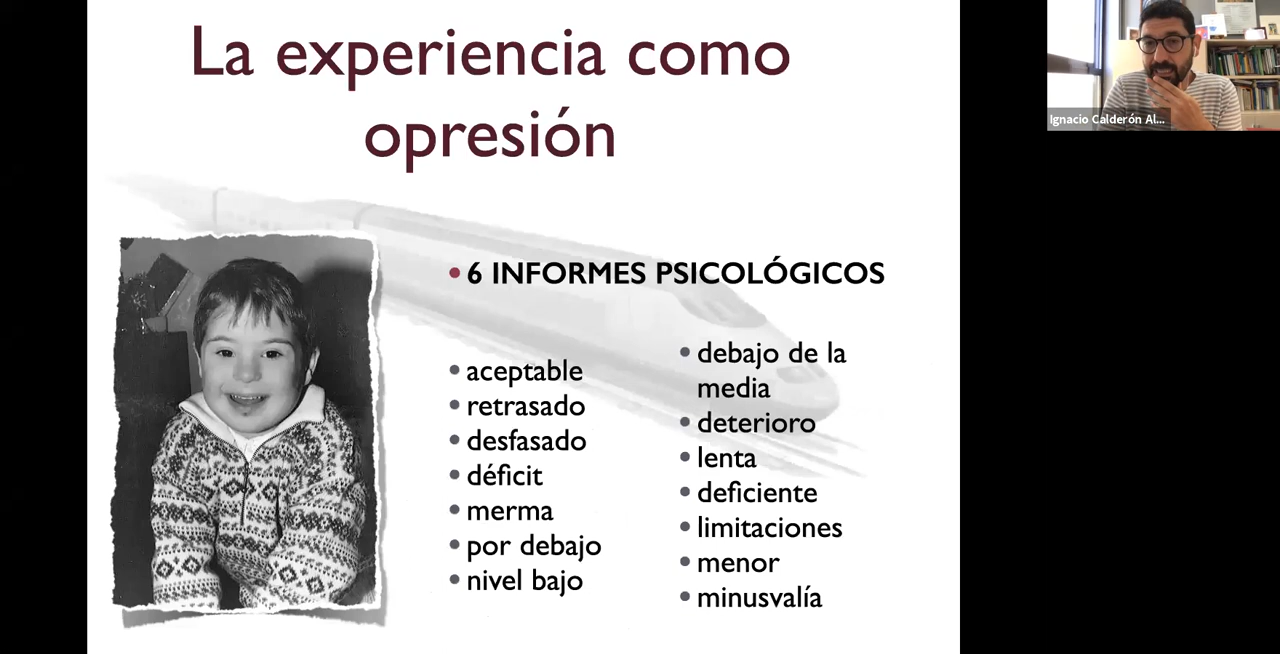 La experiencia como
opresión
Ignacio Calderón Al...
• 6 INFORMES PSICOLÓGICOS
• aceptable
• retrasado
• desfasado
• déficit
• merma
• por debajo
• nivel bajo
• debajo de la
media
• deterioro
• lenta
• deficiente
• limitaciones
• menor
• minusvalía